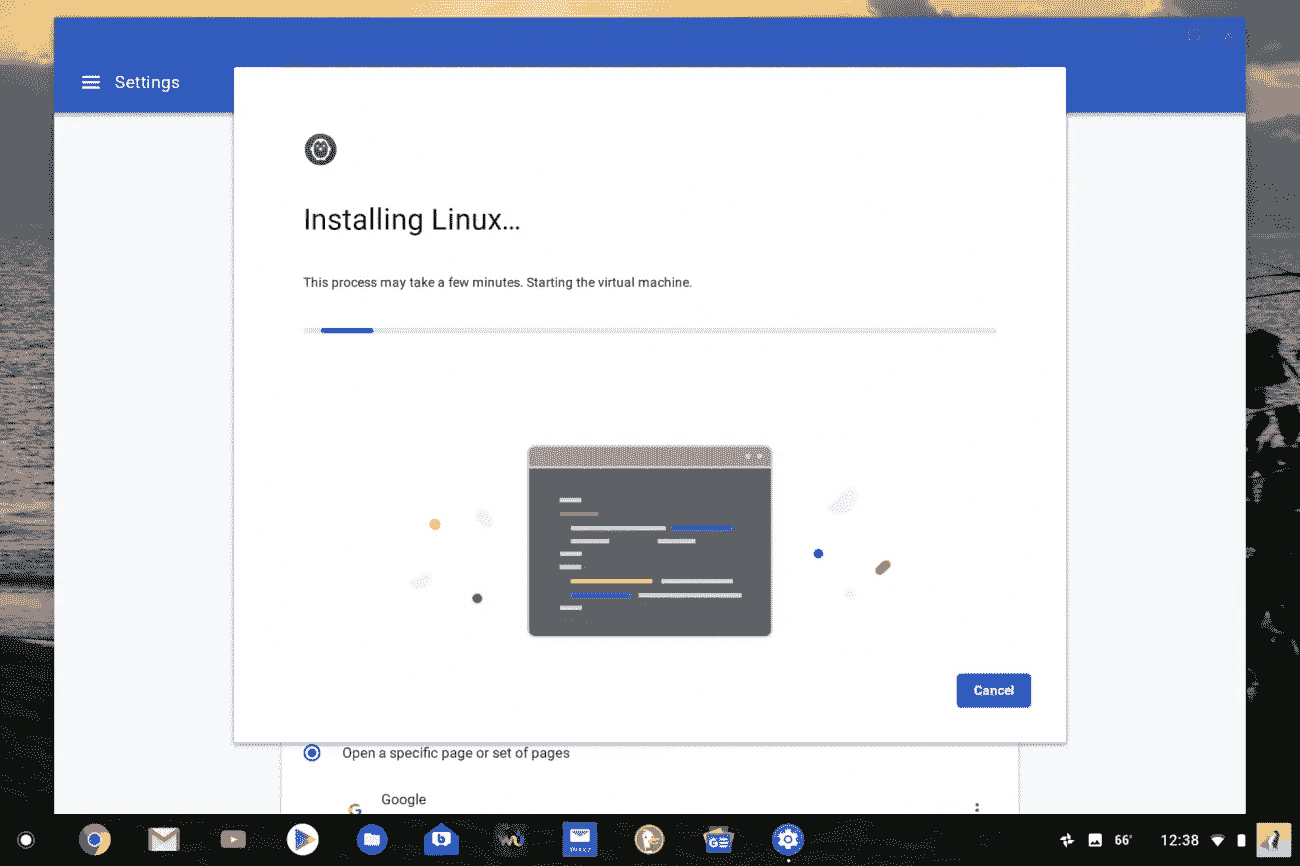 Settings
Installing Linux...
This process may take a few minutes. Starting the virtual machine.
Cancel
Open a specific page or set of pages
Google
66°
12:38